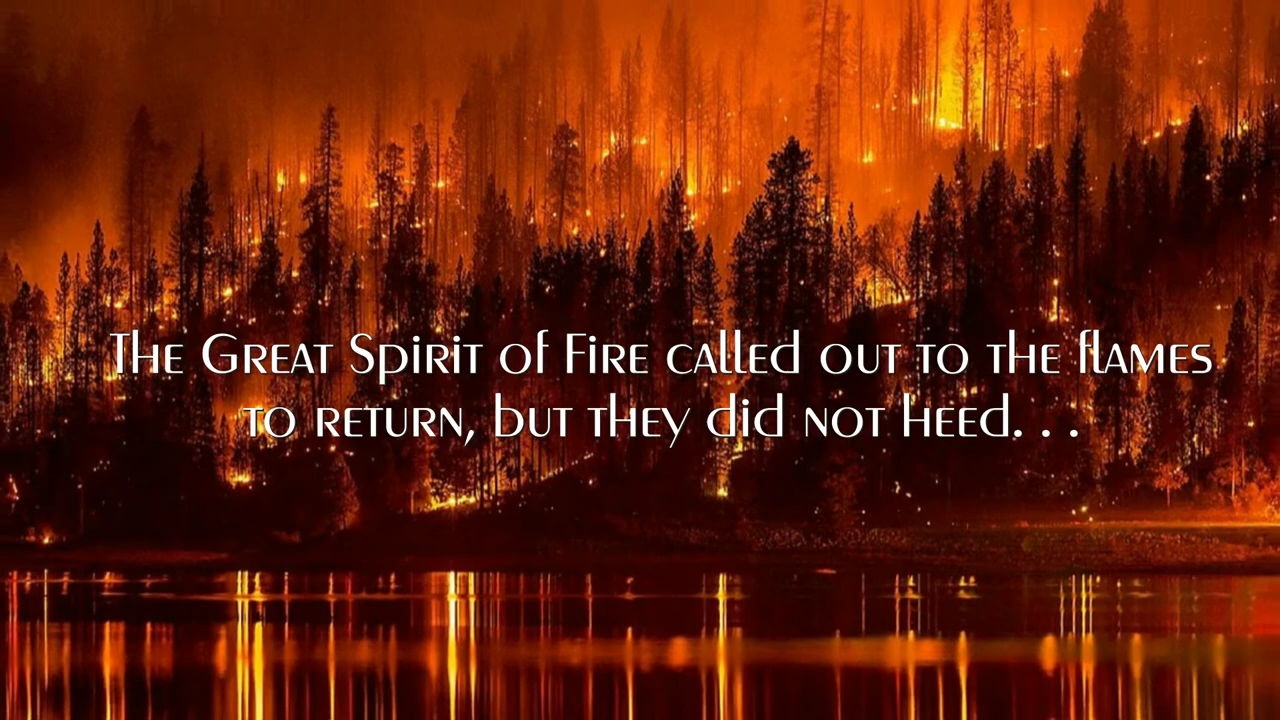 The Great Spirit of Fire called out to the flames
to return, but they did not heed. . .